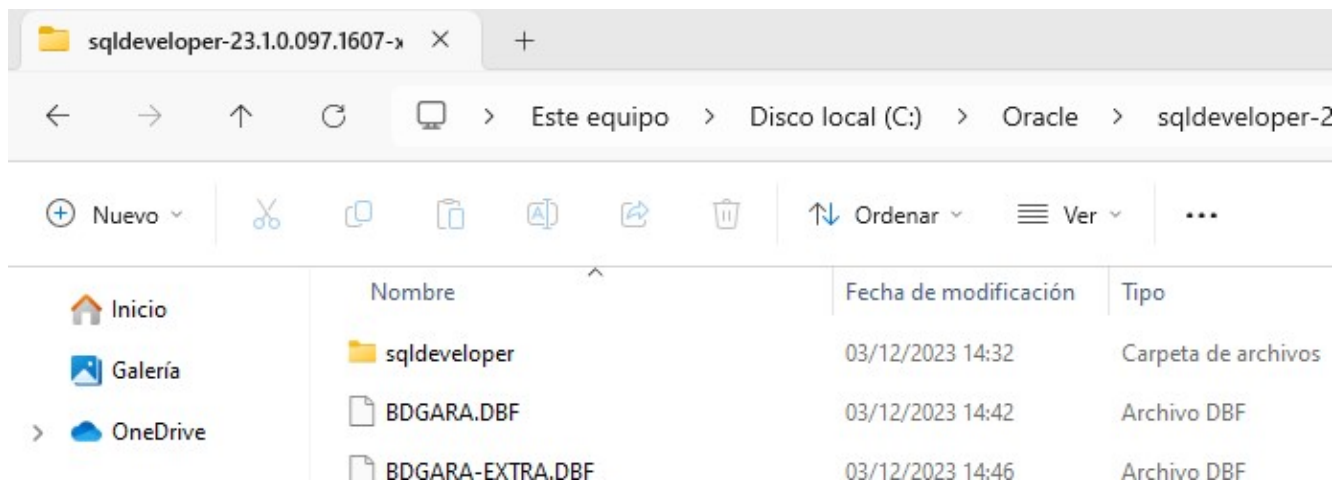 sqldeveloper-23.1.0.097.1607-x
Este equipo > Disco local (C:) > Oracle > sqldeveloper-2
Nuevo Ordenar Ver ...
Nombre Fecha de modificación Tipo
Inicio
sqldeveloper 03/12/2023 14:32 Carpeta de archivos
Galería
BDGARA.DBF 03/12/2023 14:42 Archivo DBF
OneDrive
BDGARA-EXTRA.DBF 03/12/2023 14:46 Archivo DBF